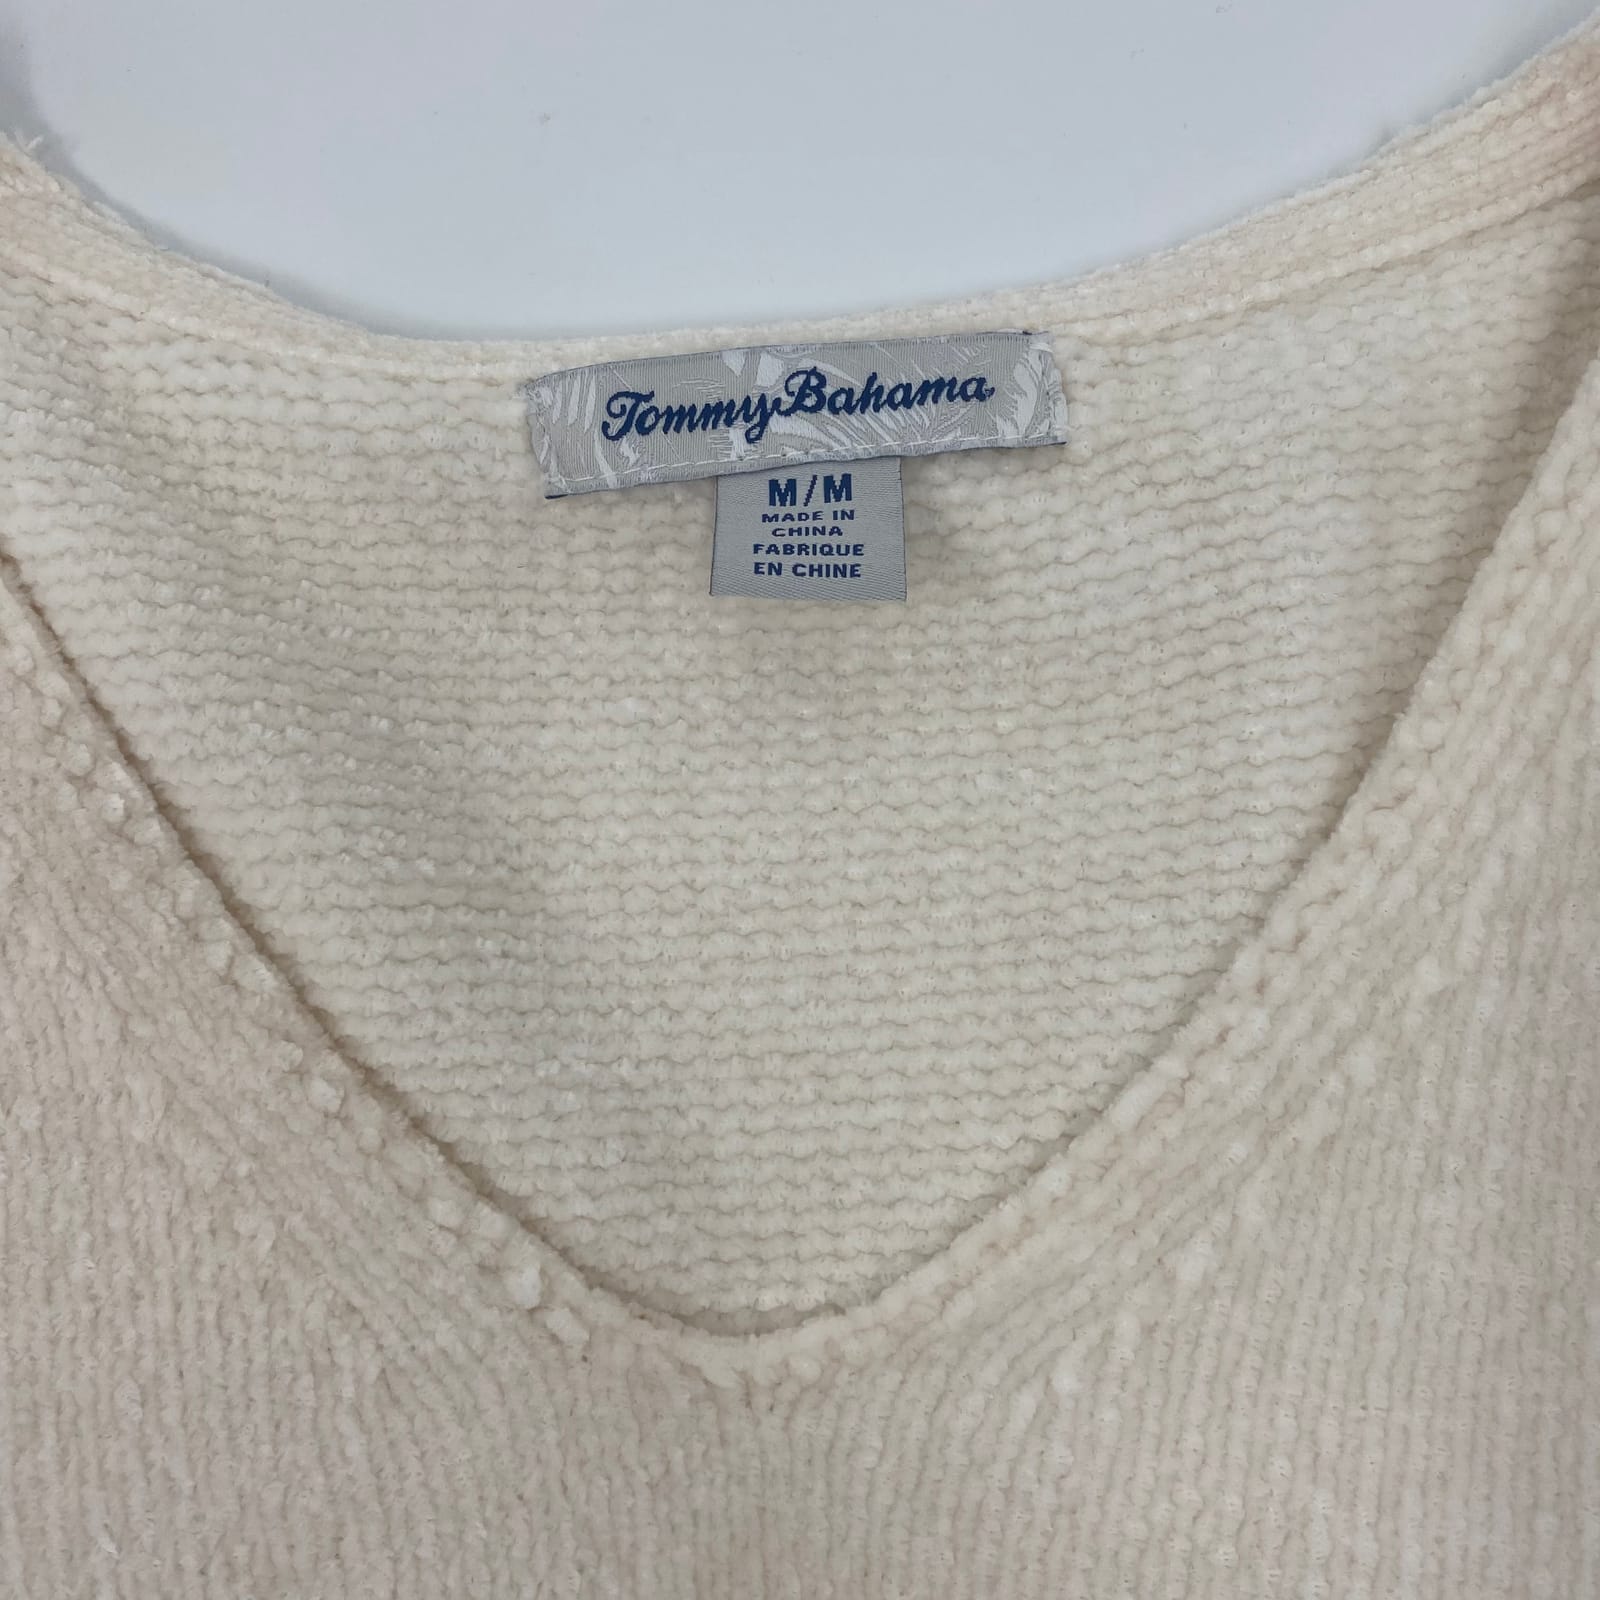 Tommy Bahama
M/M
MADE IN
CHINA
FABRIQUE
EN CHINE